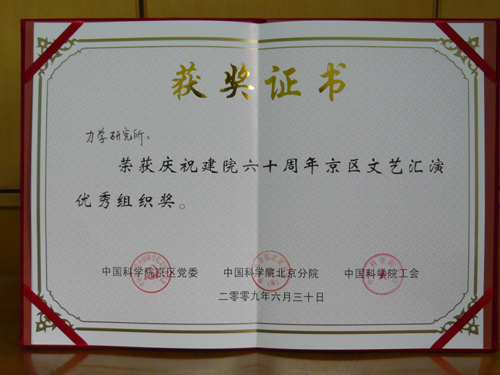 获奖证书
力学研究所：
荣获庆祝建院六十周年京区文艺汇演
优秀组织奖。
中国科学院京区党委 中国科学院北京分院 中国科学院工会
二零零九年六月三十日